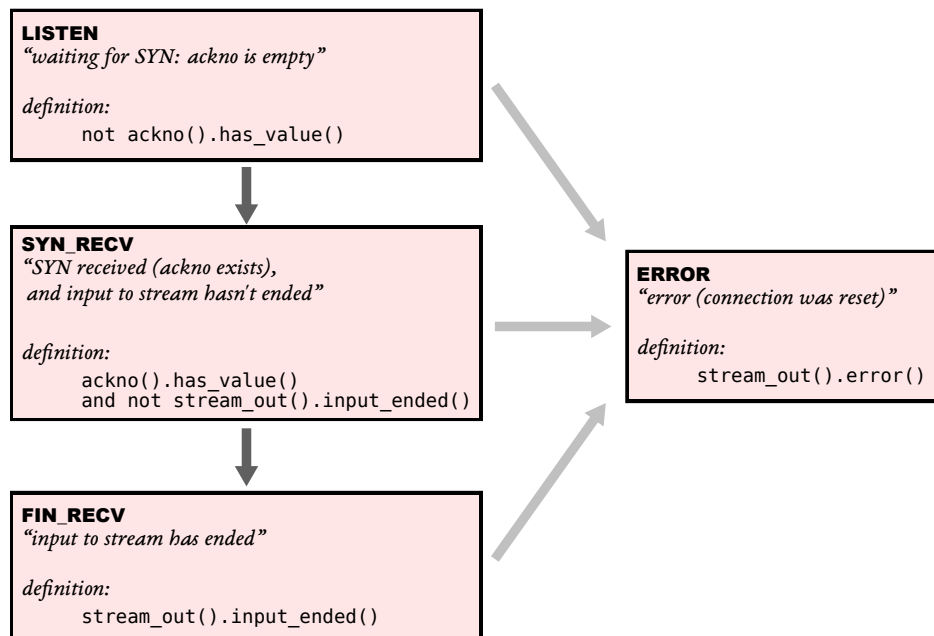 LISTEN
“waiting for SYN: ackno is empty”
definition:
not ackno().has_value()
SYN_RECV
“SYN received (ackno exists),
and input to stream hasn't ended”
definition:
ackno().has_value()
and not stream_out().input_ended()
FIN_RECV
“input to stream has ended”
definition:
stream_out().input_ended()
ERROR
“error (connection was reset)”
definition:
stream_out().error()